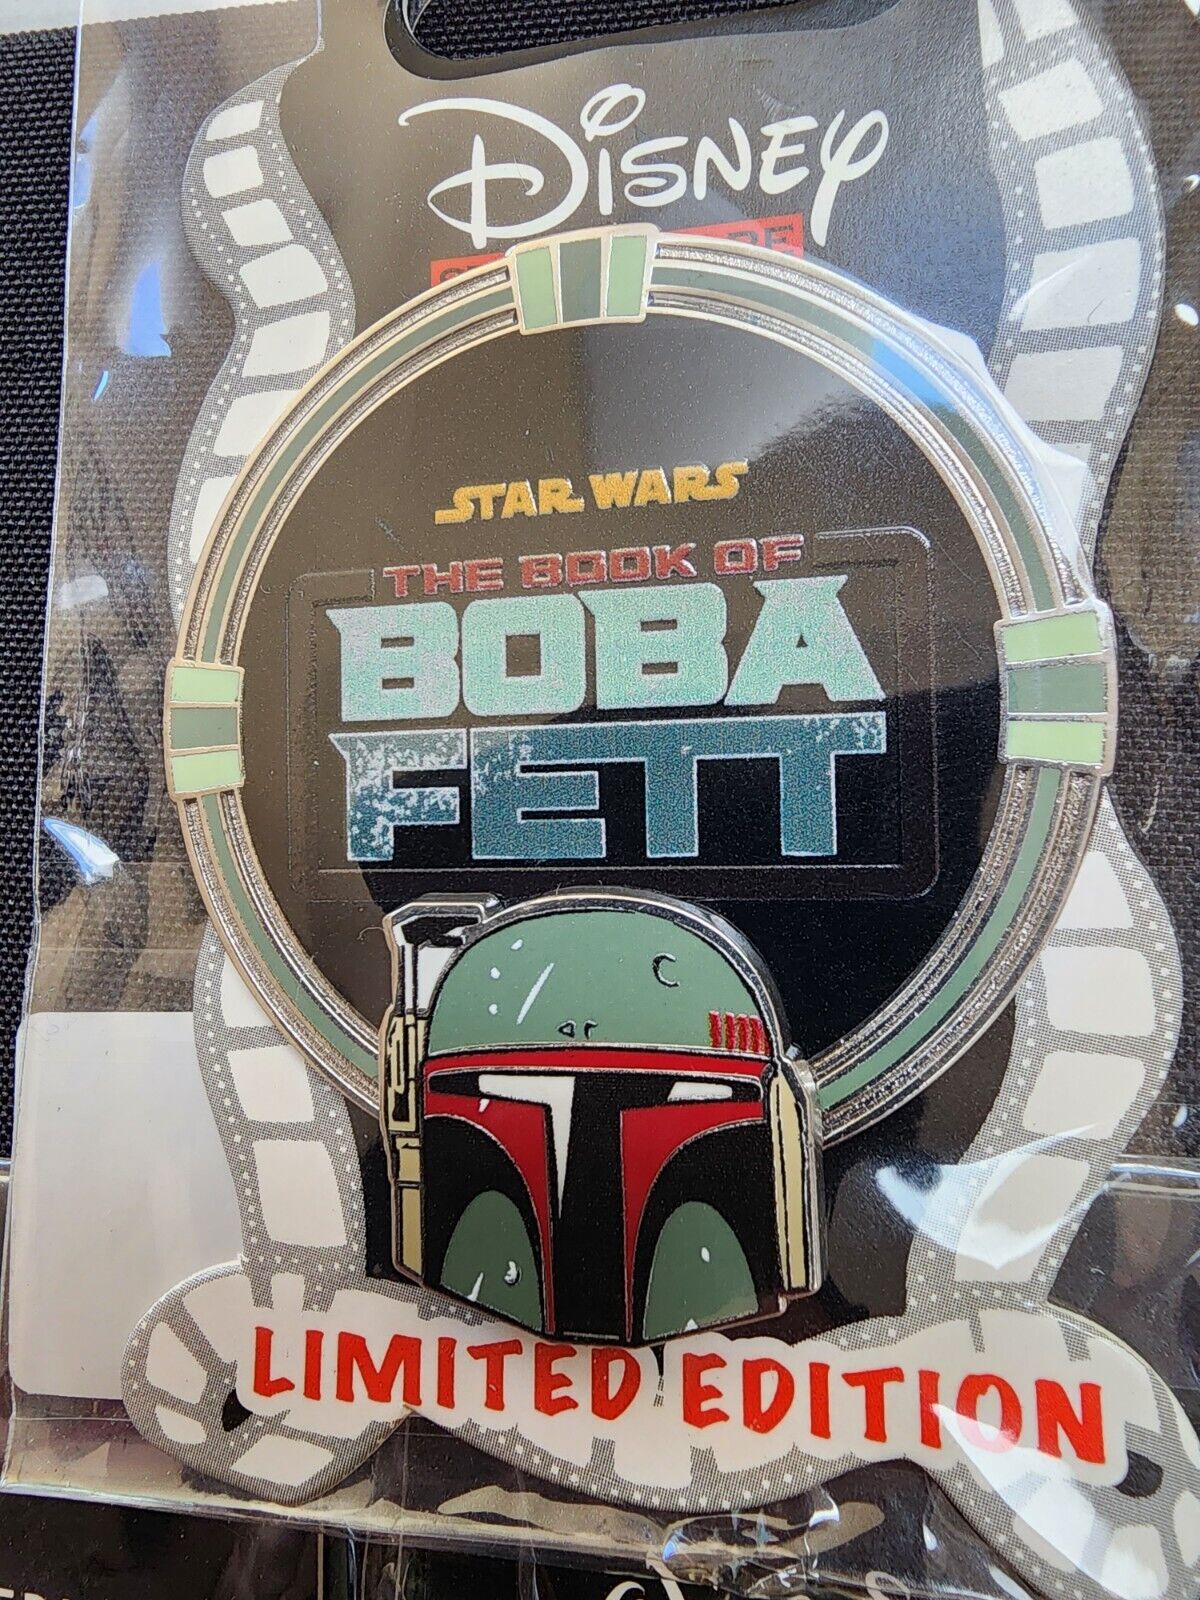 Disney
STAR WARS
THE BOOK OF
BOBA
FETT
LIMITED EDITION